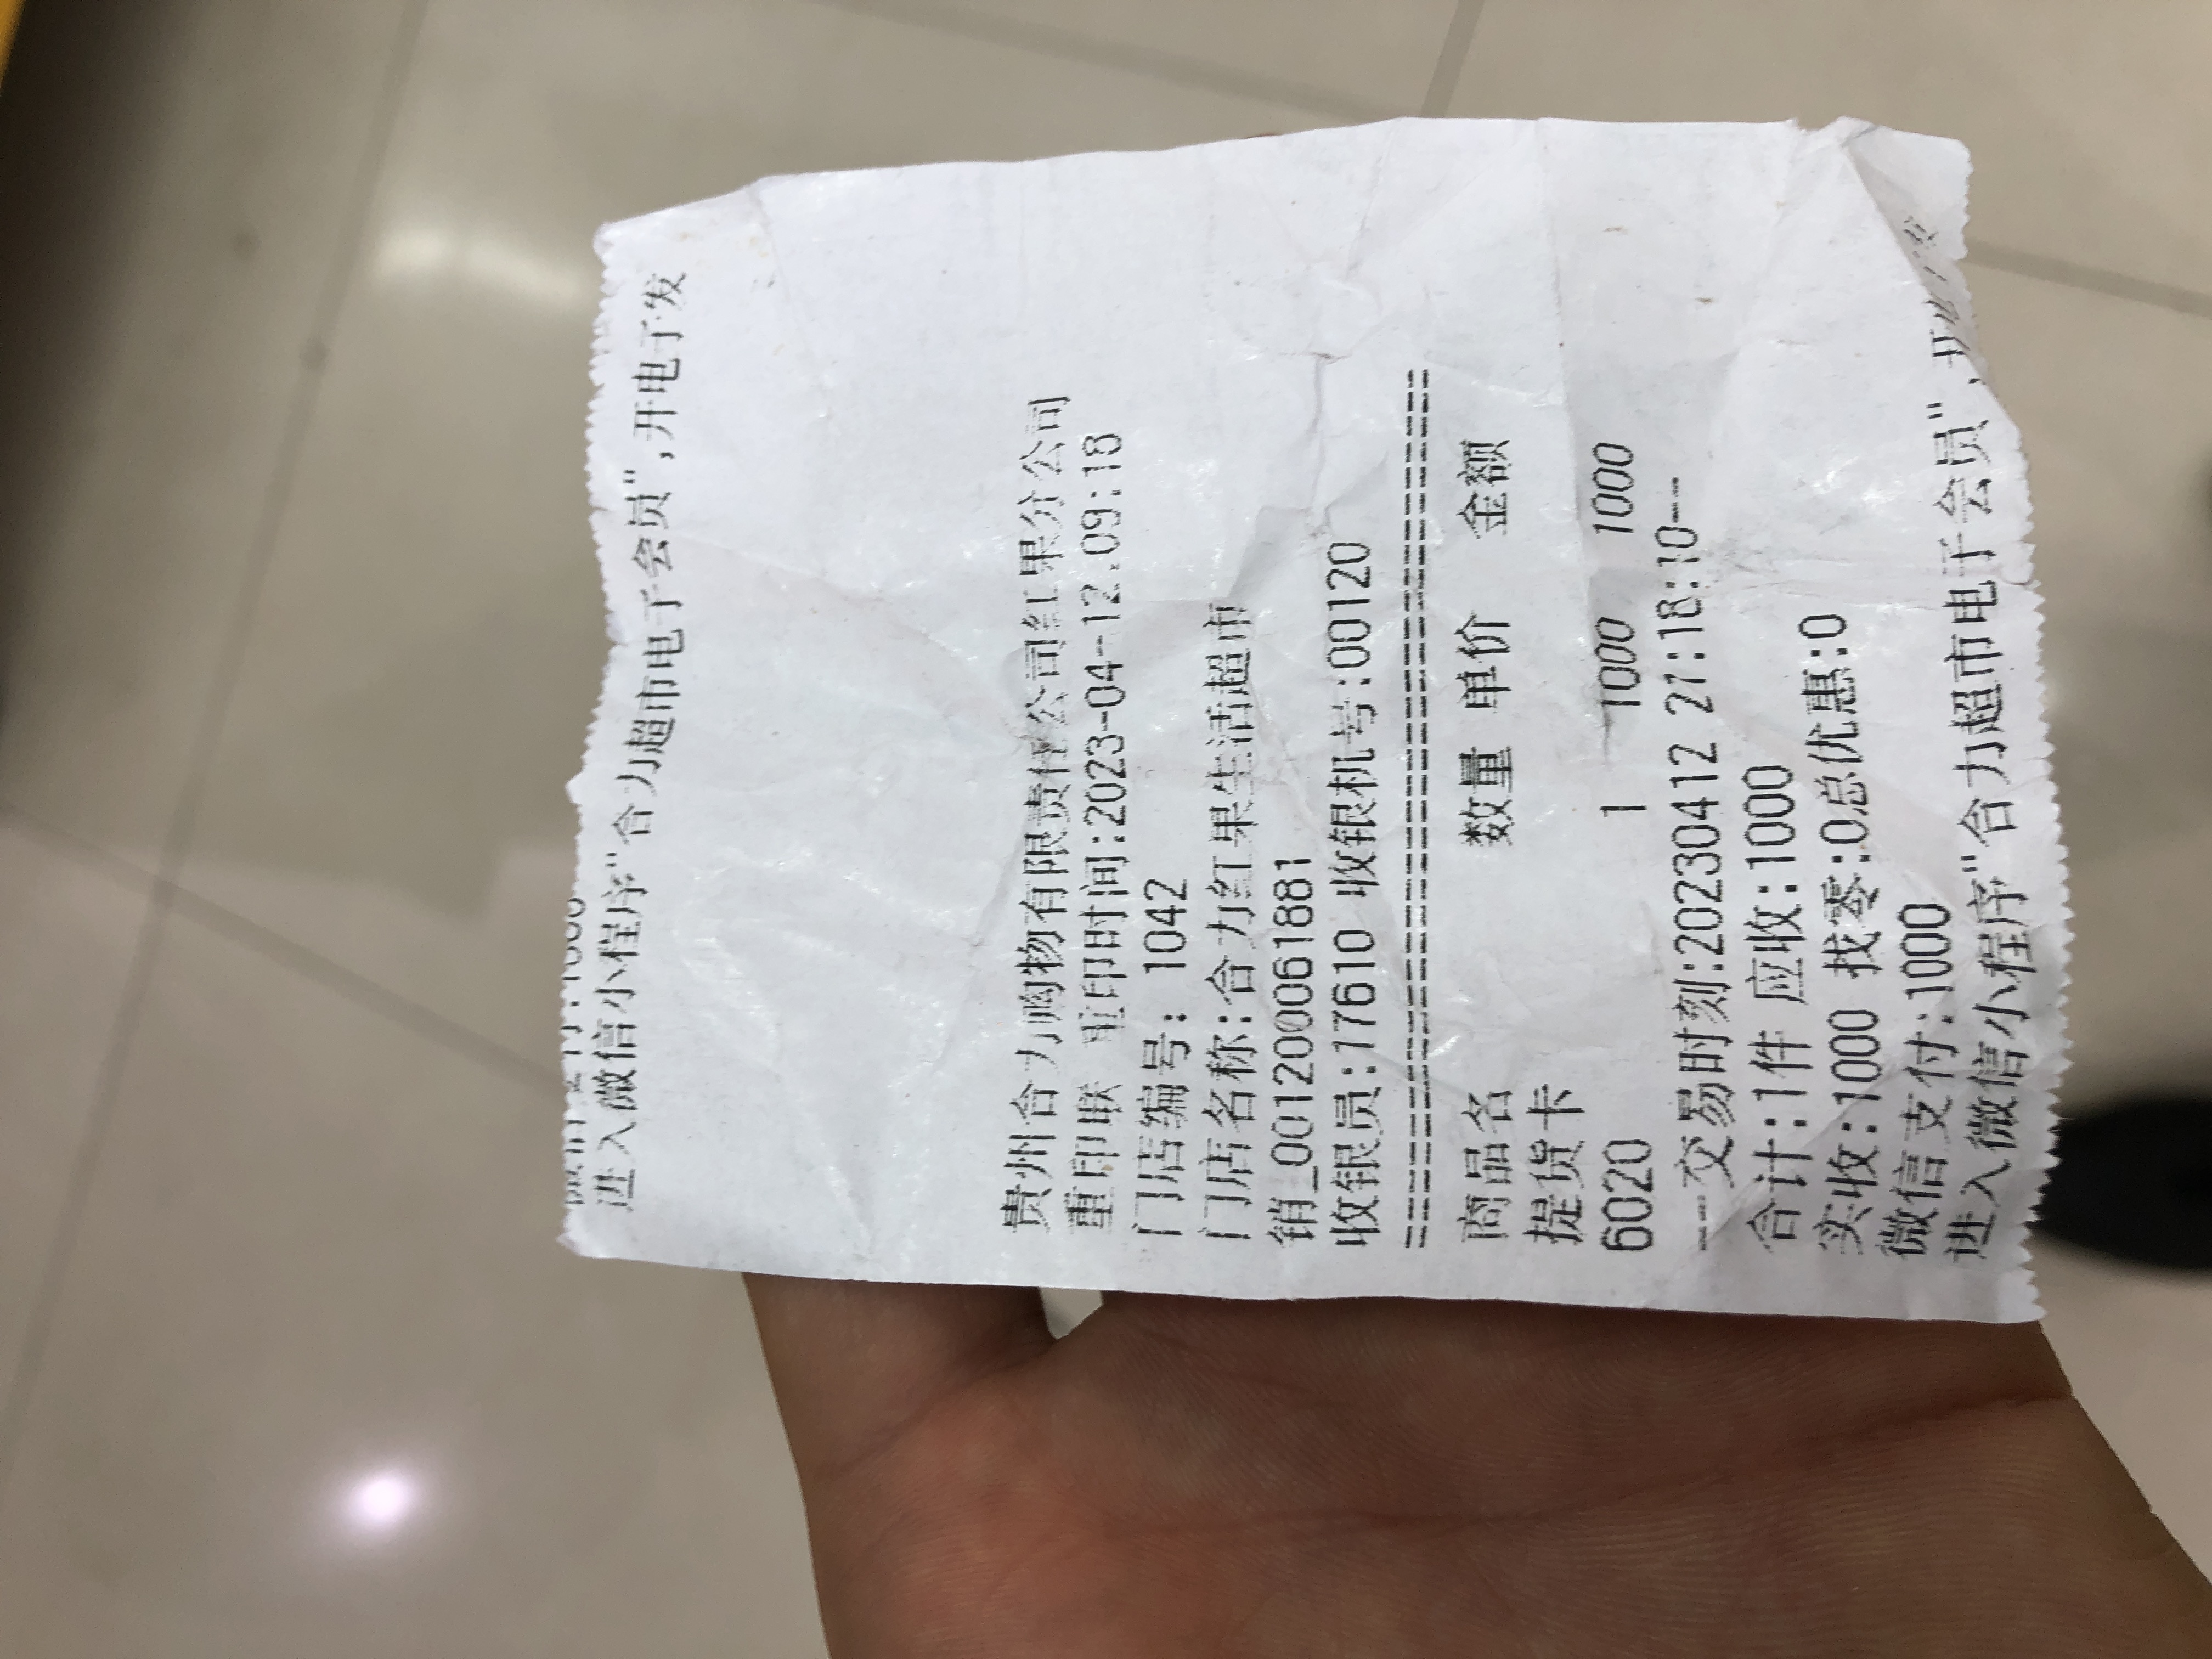 进入微信小程序"合力超市电子会员",开电子发
贵州合力购物有限责任公司红果分公司
重印联 重印时间:2023-04-12.09:18
门店编号: 1042
门店名称:合力红果生活超市
销_0012000061881
收银员:17610 收银机号:00120
商品名 数量 单价 金额
提货卡
6020 1 1000 1000
---交易时刻:20230412 21:18:10--
合计:1件 应收:1000
实收:1000 找零:0总优惠:0
微信支付:1000
进入微信小程序"合力超市电子会员",开